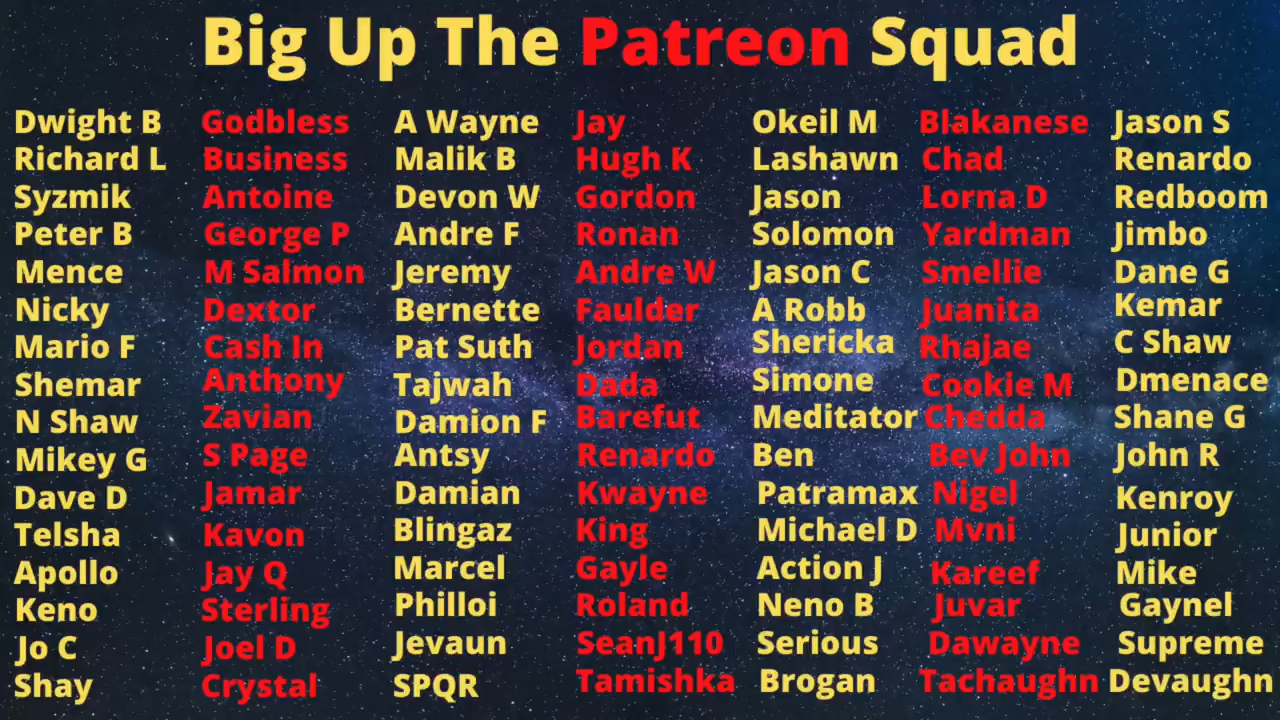 Big Up The Patreon Squad
Dwight B Godbless A Wayne Jay Okeil M Blakanese Jason S
Richard L Business Malik B Hugh K Lashawn Chad Renardo
Syzmik Antoine Devon W Gordon Jason Lorna D Redboom
Peter B George P Andre F Ronan Solomon Yardman Jimbo
Mence M Salmon Jeremy Andre W Jason C Smellie Dane G
Nicky Dextor Bernette Faulder A Robb Juanita Kemar
Mario F Cash In Pat Suth Jordan Shericka Rhajae C Shaw
Shemar Anthony Tajwah Dada Simone Cookie M Dmenace
N Shaw Zavian Damion F Barefut Meditator Chedda Shane G
Mikey G S Page Antsy Renardo Ben Bev John John R
Dave D Jamar Damian Kwayne Patramax Nigel Kenroy
Telsha Kavon Blingaz King Michael D Mvni Junior
Apollo Jay Q Marcel Gayle Action J Kareef Mike
Keno Sterling Philloi Roland Neno B Juvar Gaynel
Jo C Joel D Jevaun SeanJ110 Serious Dawayne Supreme
Shay Crystal SPQR Tamishka Brogan Tachaughn Devaughn